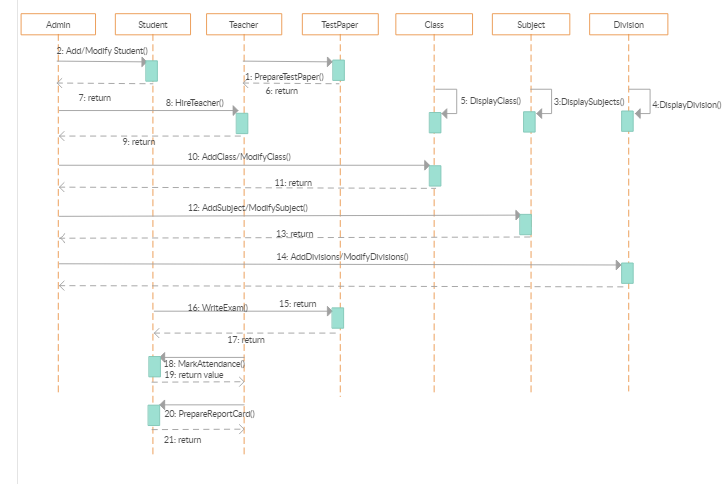 Admin
Student
Teacher
TestPaper
Class
Subject
Division
2: Add/Modify Student()
1: PrepareTestPaper()
6: return
7: return
8: HireTeacher()
5: DisplayClass()
3:DIspaySubjects()
4:DisplayDivision()
9: return
10: AddClass/ModifyClass()
11: return
12: AddSubject/ModifySubject()
13: return
14: AddDivisions/ModifyDivisions()
15: return
16: WriteExam()
17: return
18: MarkAttendance()
19: return value
20: PrepareReportCard()
21: return